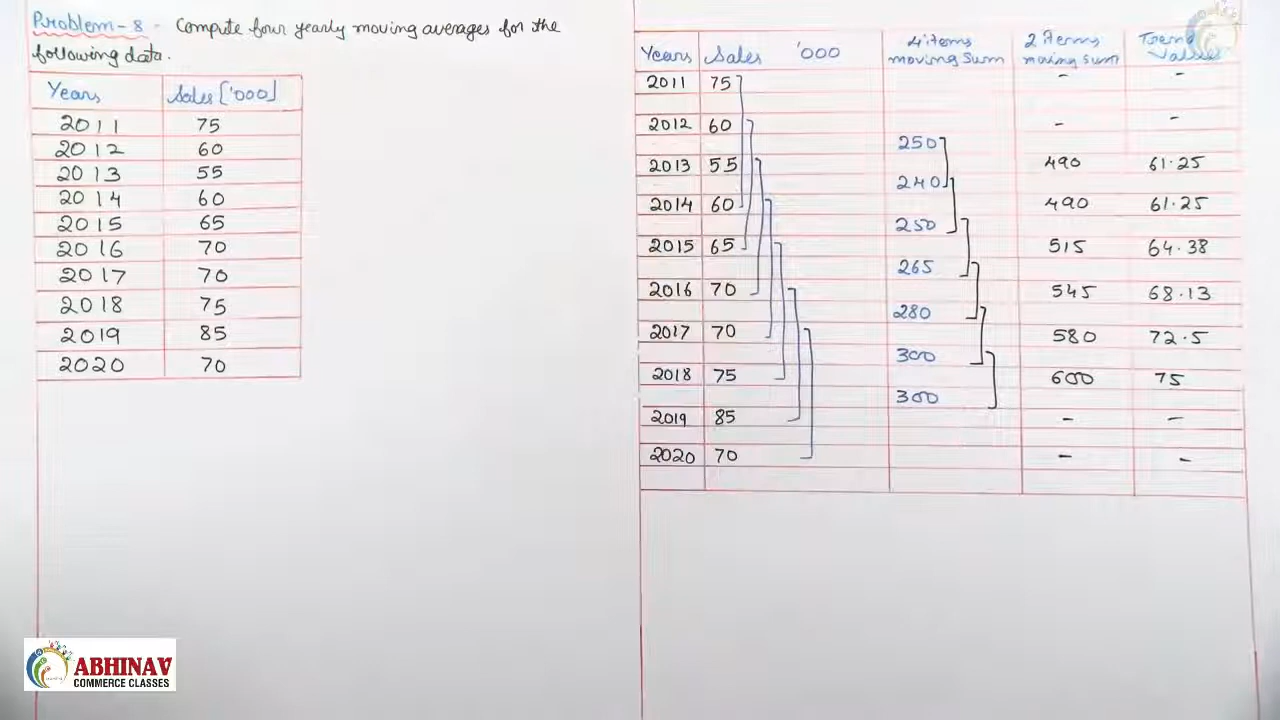 Problem-8 - Compute four yearly moving averages for the
following data.
Years Sales ['000]
2011 75
2012 60
2013 55
2014 60
2015 65
2016 70
2017 70
2018 75
2019 85
2020 70
Years Sales '000 4 items moving sum 2 items moving sum Trend Values
2011 75 - -
2012 60 - -
250
2013 55 490 61.25
240
2014 60 490 61.25
250
2015 65 515 64.38
265
2016 70 545 68.13
280
2017 70 580 72.5
300
2018 75 600 75
300
2019 85 - -
2020 70 - -
ABHINAV
COMMERCE CLASSES